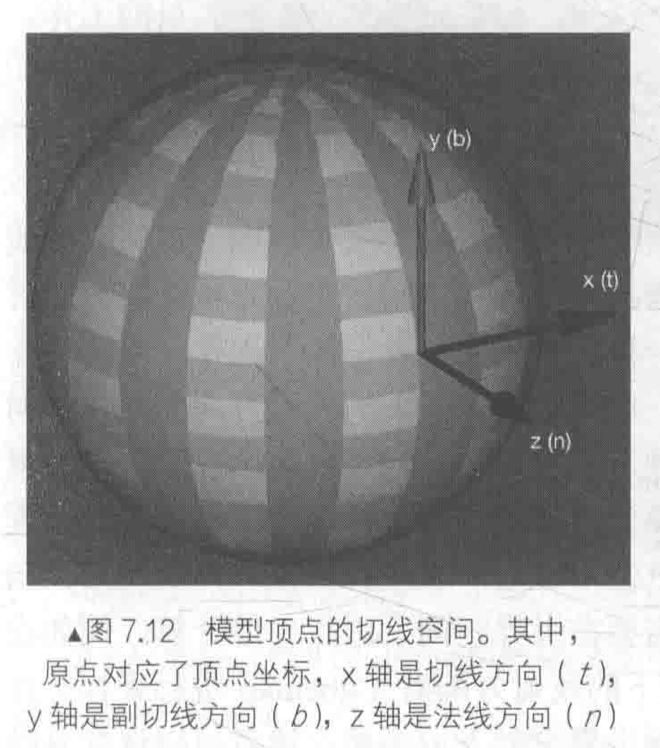 y (b)
x (t)
z (n)
▲图 7.12 模型顶点的切线空间。其中，
原点对应了顶点坐标，x 轴是切线方向（t），
y 轴是副切线方向（b），z 轴是法线方向（n）